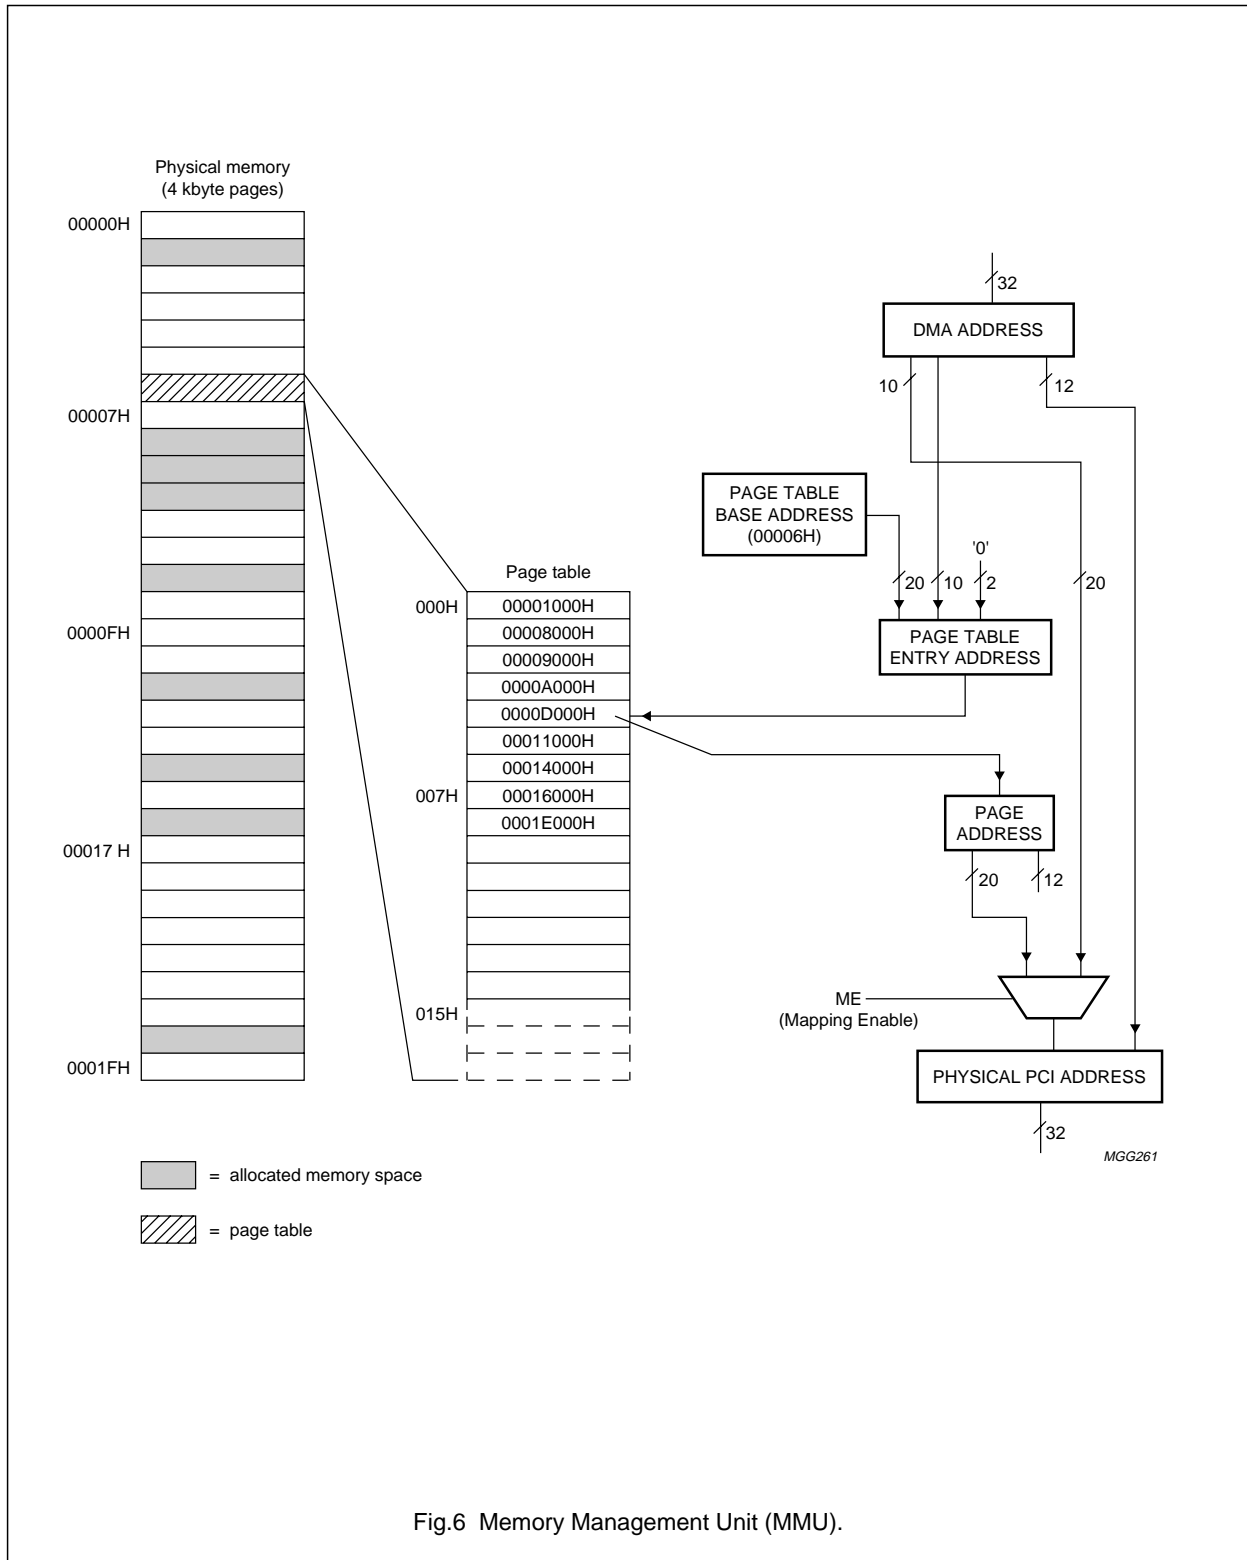 Physical memory
(4 kbyte pages)
00000H
00007H
0000FH
00017 H
0001FH
= allocated memory space
= page table
Page table
000H
00001000H
00008000H
00009000H
0000A000H
0000D000H
00011000H
00014000H
007H
00016000H
0001E000H
015H
32
DMA ADDRESS
10
12
PAGE TABLE
BASE ADDRESS
(00006H)
'0'
20
10
2
20
PAGE TABLE
ENTRY ADDRESS
PAGE
ADDRESS
20
12
ME
(Mapping Enable)
PHYSICAL PCI ADDRESS
32
MGG261
Fig.6 Memory Management Unit (MMU).